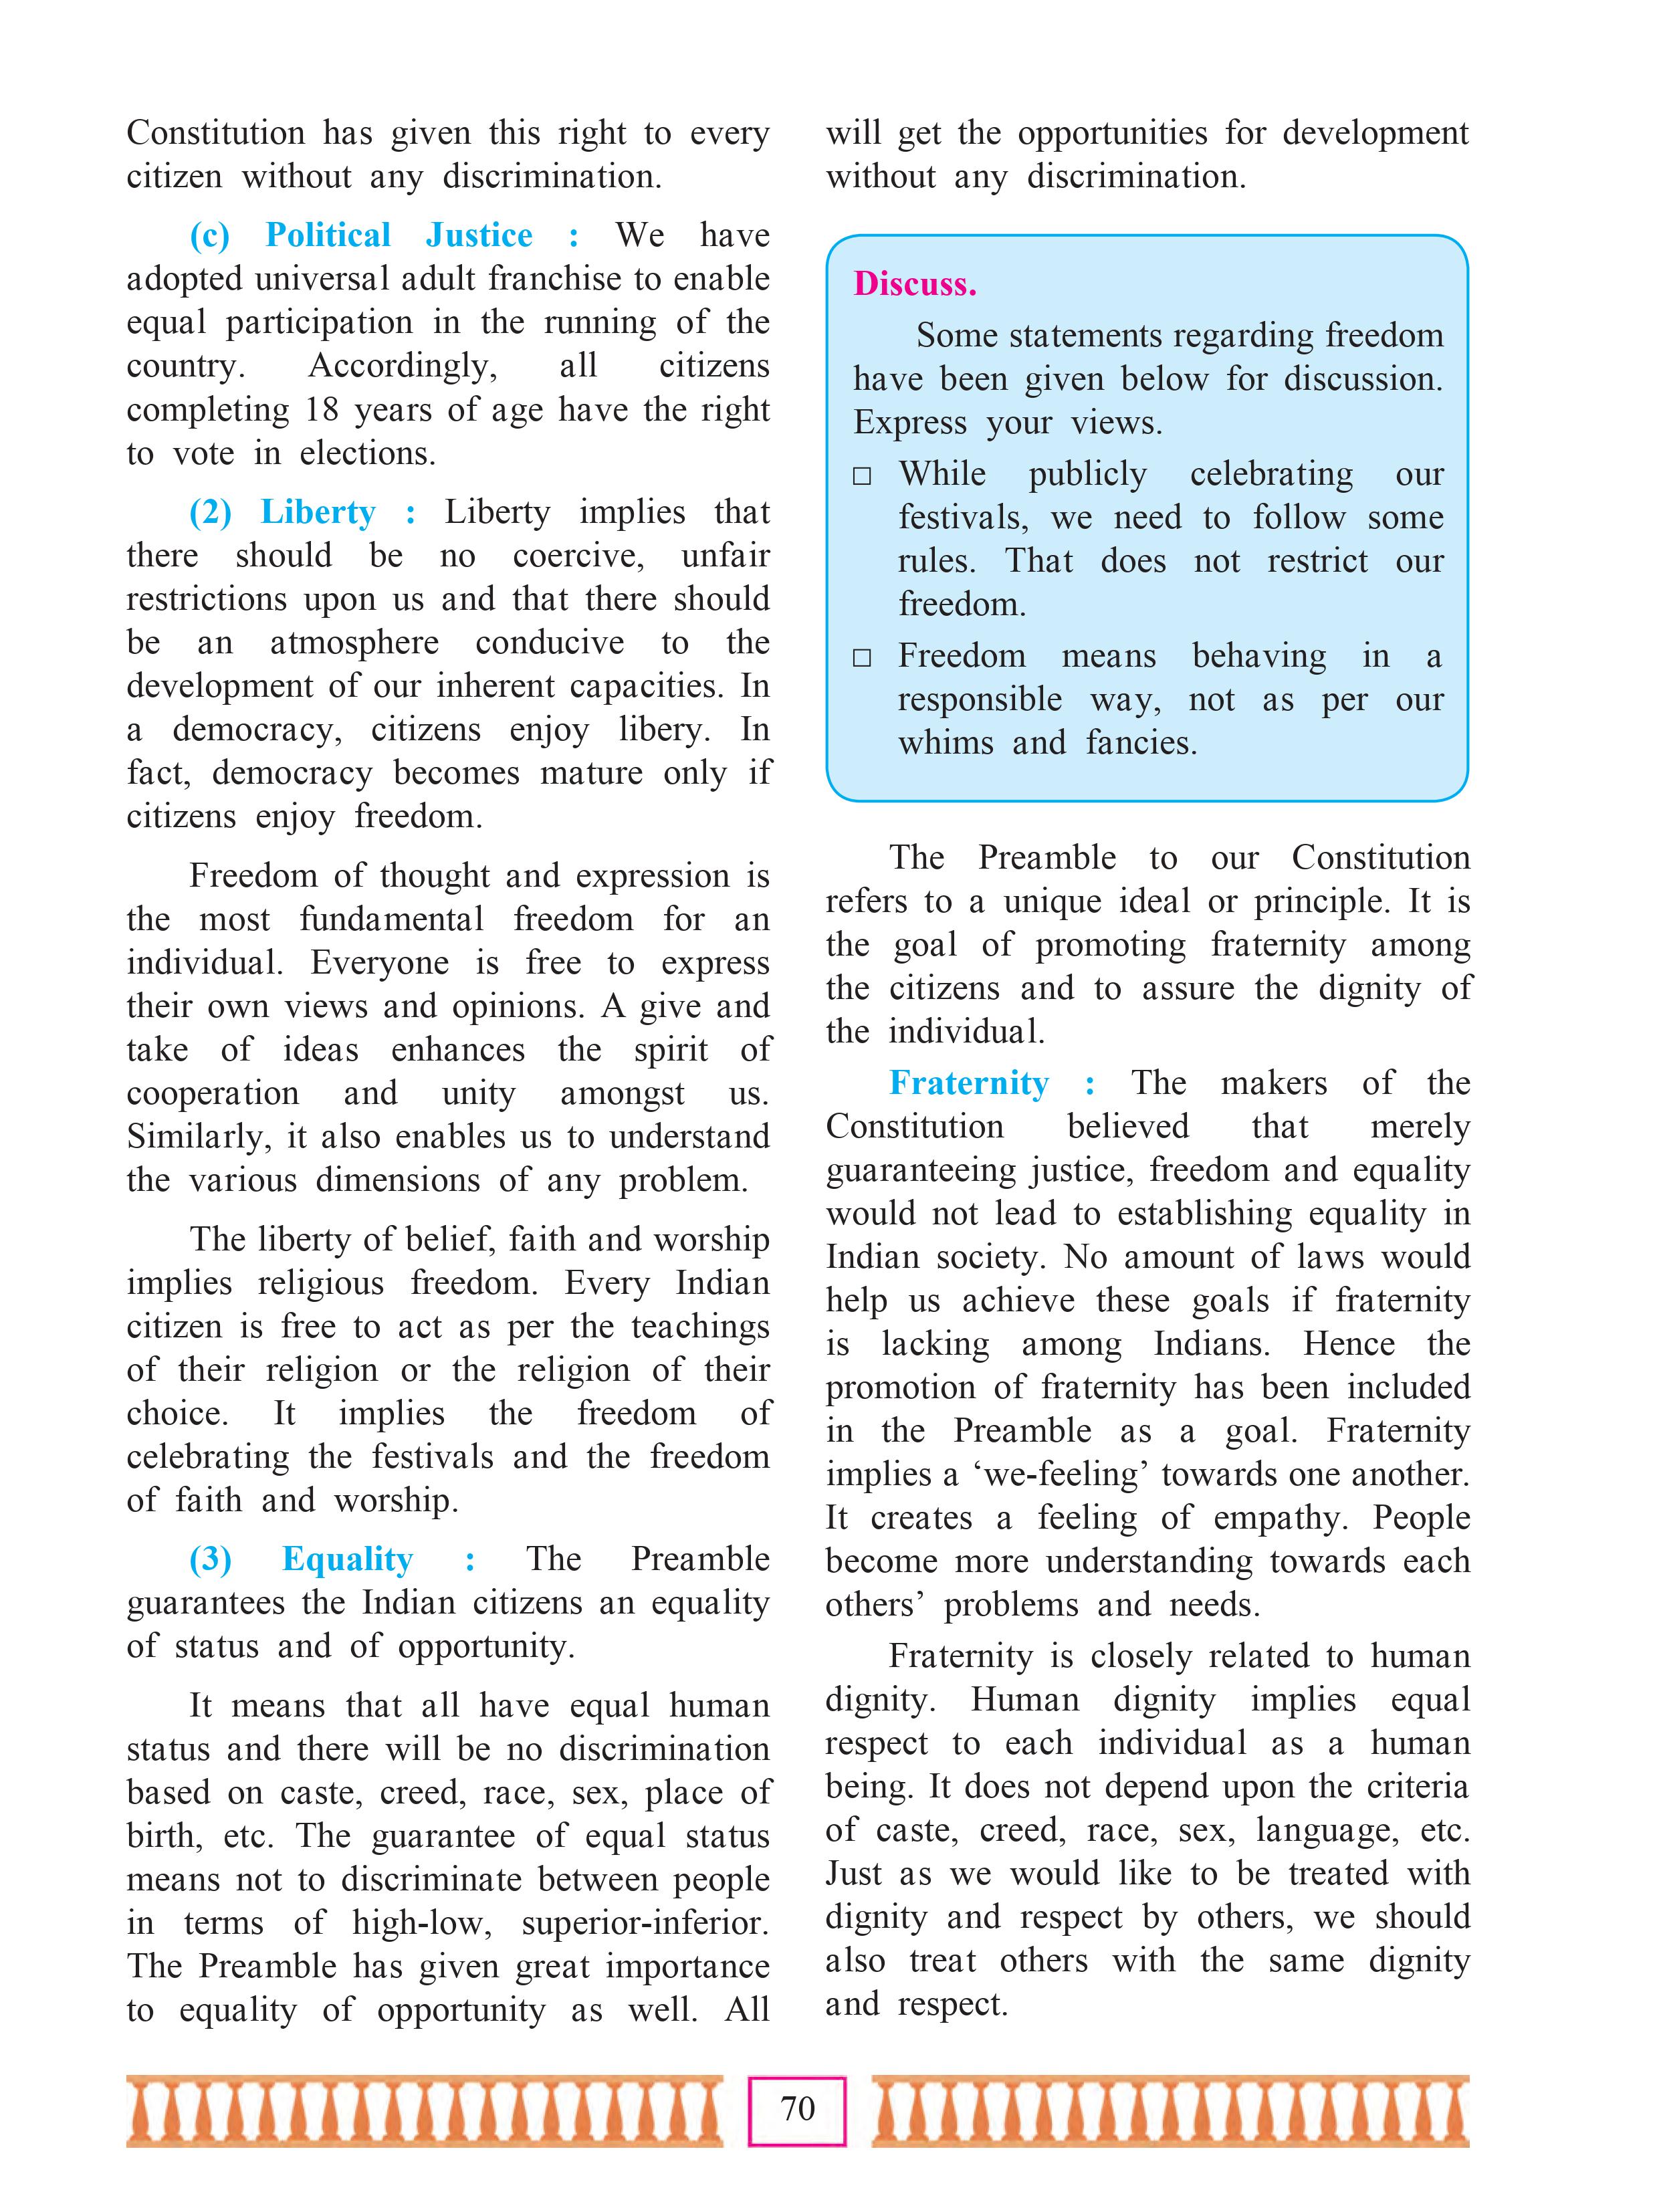 Constitution has given this right to every
citizen without any discrimination.
(c) Political Justice : We have
adopted universal adult franchise to enable
equal participation in the running of the
country. Accordingly, all citizens
completing 18 years of age have the right
to vote in elections.
(2) Liberty : Liberty implies that
there should be no coercive, unfair
restrictions upon us and that there should
be an atmosphere conducive to the
development of our inherent capacities. In
a democracy, citizens enjoy libery. In
fact, democracy becomes mature only if
citizens enjoy freedom.
Freedom of thought and expression is
the most fundamental freedom for an
individual. Everyone is free to express
their own views and opinions. A give and
take of ideas enhances the spirit of
cooperation and unity amongst us.
Similarly, it also enables us to understand
the various dimensions of any problem.
The liberty of belief, faith and worship
implies religious freedom. Every Indian
citizen is free to act as per the teachings
of their religion or the religion of their
choice. It implies the freedom of
celebrating the festivals and the freedom
of faith and worship.
(3) Equality : The Preamble
guarantees the Indian citizens an equality
of status and of opportunity.
It means that all have equal human
status and there will be no discrimination
based on caste, creed, race, sex, place of
birth, etc. The guarantee of equal status
means not to discriminate between people
in terms of high-low, superior-inferior.
The Preamble has given great importance
to equality of opportunity as well. All
will get the opportunities for development
without any discrimination.
Discuss.
Some statements regarding freedom
have been given below for discussion.
Express your views.
□ While publicly celebrating our
festivals, we need to follow some
rules. That does not restrict our
freedom.
□ Freedom means behaving in a
responsible way, not as per our
whims and fancies.
The Preamble to our Constitution
refers to a unique ideal or principle. It is
the goal of promoting fraternity among
the citizens and to assure the dignity of
the individual.
Fraternity : The makers of the
Constitution believed that merely
guaranteeing justice, freedom and equality
would not lead to establishing equality in
Indian society. No amount of laws would
help us achieve these goals if fraternity
is lacking among Indians. Hence the
promotion of fraternity has been included
in the Preamble as a goal. Fraternity
implies a ‘we-feeling’ towards one another.
It creates a feeling of empathy. People
become more understanding towards each
others’ problems and needs.
Fraternity is closely related to human
dignity. Human dignity implies equal
respect to each individual as a human
being. It does not depend upon the criteria
of caste, creed, race, sex, language, etc.
Just as we would like to be treated with
dignity and respect by others, we should
also treat others with the same dignity
and respect.
70